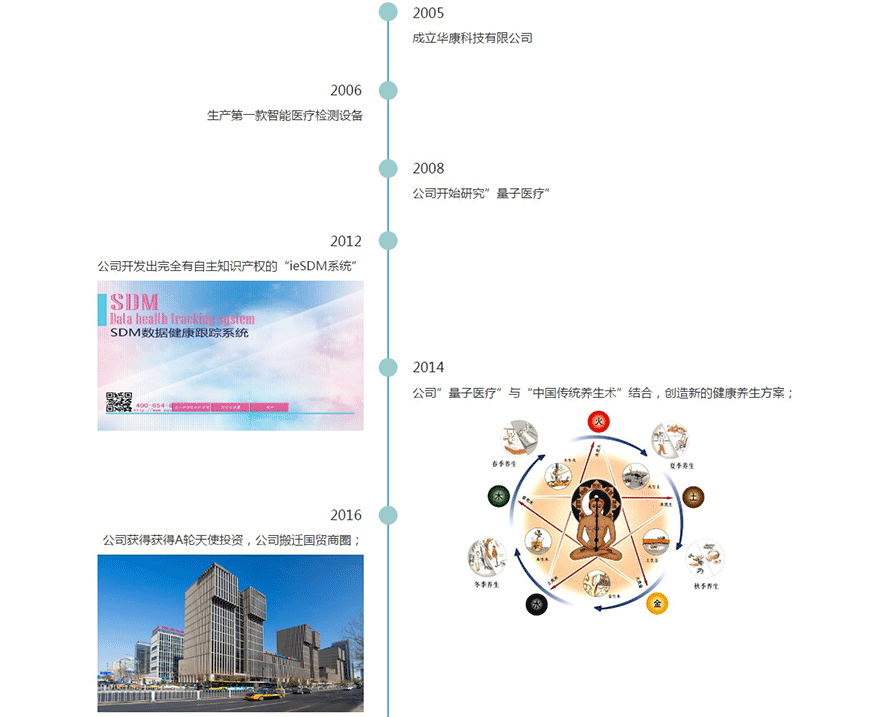 2005
成立华康科技有限公司
2006
生产第一款智能医疗检测设备
2008
公司开始研究”量子医疗”
2012
公司开发出完全有自主知识产权的“ieSDM系统”
SDM
Data health tracking system
SDM数据健康跟踪系统
2014
公司”量子医疗”与“中国传统养生术”结合，创造新的健康养生方案；
火
春季养生
夏季养生
木
土
冬季养生
秋季养生
水
金
2016
公司获得获得A轮天使投资，公司搬迁国贸商圈；